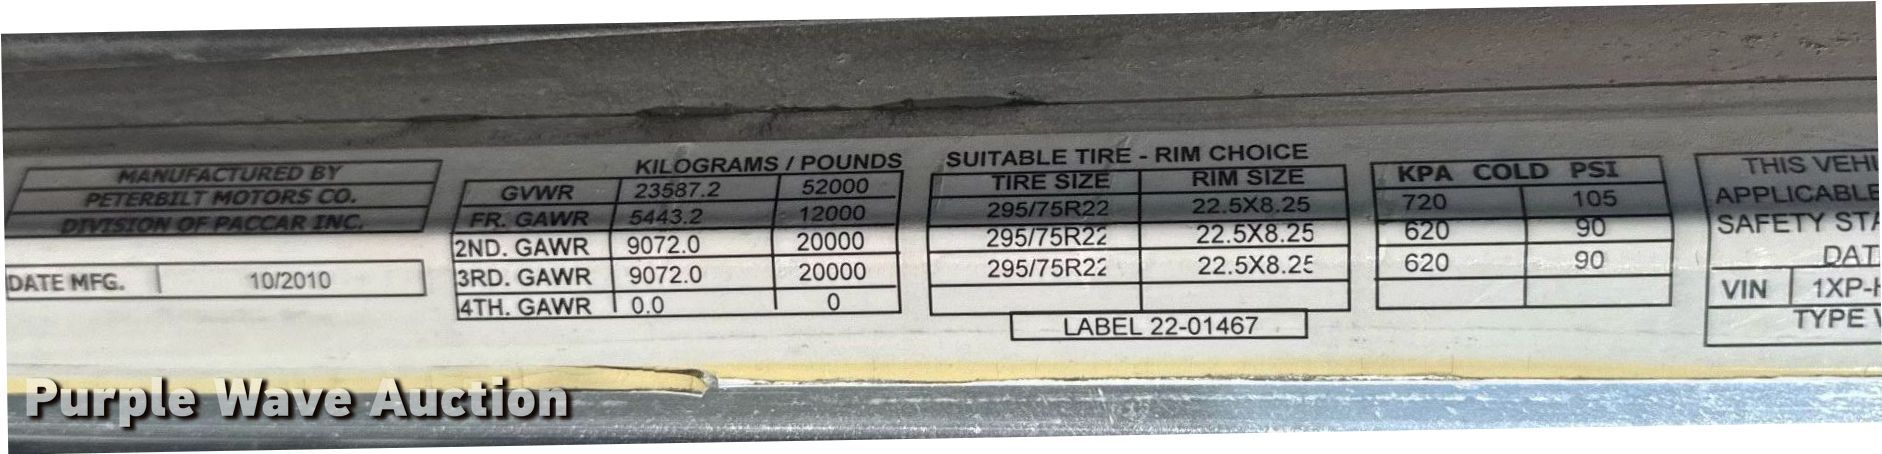 MANUFACTURED BY
PETERBILT MOTORS CO.
DIVISION OF PACCAR INC.
DATE MFG. 10/2010
KILOGRAMS / POUNDS
GVWR 23587.2 52000
FR. GAWR 5443.2 12000
2ND. GAWR 9072.0 20000
3RD. GAWR 9072.0 20000
4TH. GAWR 0.0 0
SUITABLE TIRE - RIM CHOICE
TIRE SIZE RIM SIZE
295/75R22 22.5X8.25
295/75R22 22.5X8.25
295/75R22 22.5X8.25
LABEL 22-01467
KPA COLD PSI
720 105
620 90
620 90
THIS VEHI
APPLICABLE
SAFETY STA
DAT
VIN 1XP-H
TYPE V
Purple Wave Auction